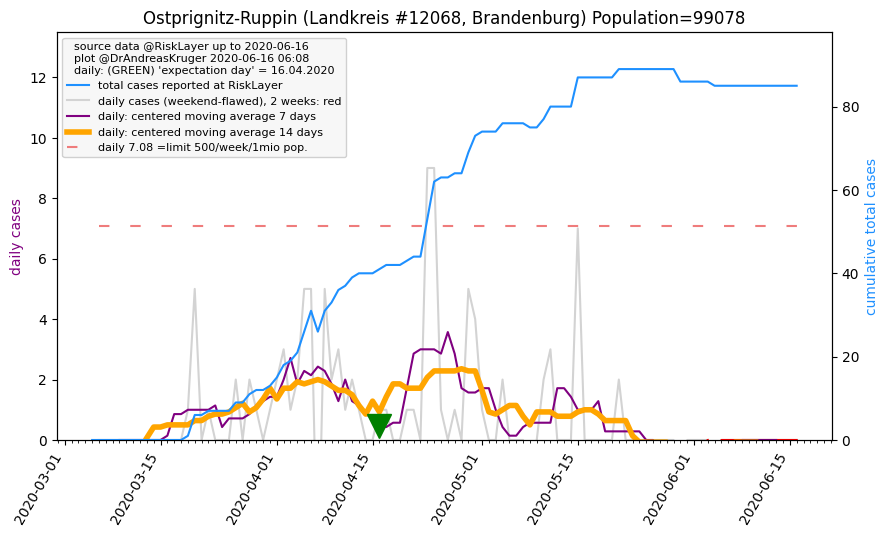 Ostprignitz-Ruppin (Landkreis #12068, Brandenburg) Population=99078
source data @RiskLayer up to 2020-06-16
plot @DrAndreasKruger 2020-06-16 06:08
daily: (GREEN) 'expectation day' = 16.04.2020
total cases reported at RiskLayer
daily cases (weekend-flawed), 2 weeks: red
daily: centered moving average 7 days
daily: centered moving average 14 days
daily 7.08 =limit 500/week/1mio pop.
daily cases
12
10
8
6
4
2
0
cumulative total cases
80
60
40
20
0
2020-03-01
2020-03-15
2020-04-01
2020-04-15
2020-05-01
2020-05-15
2020-06-01
2020-06-15